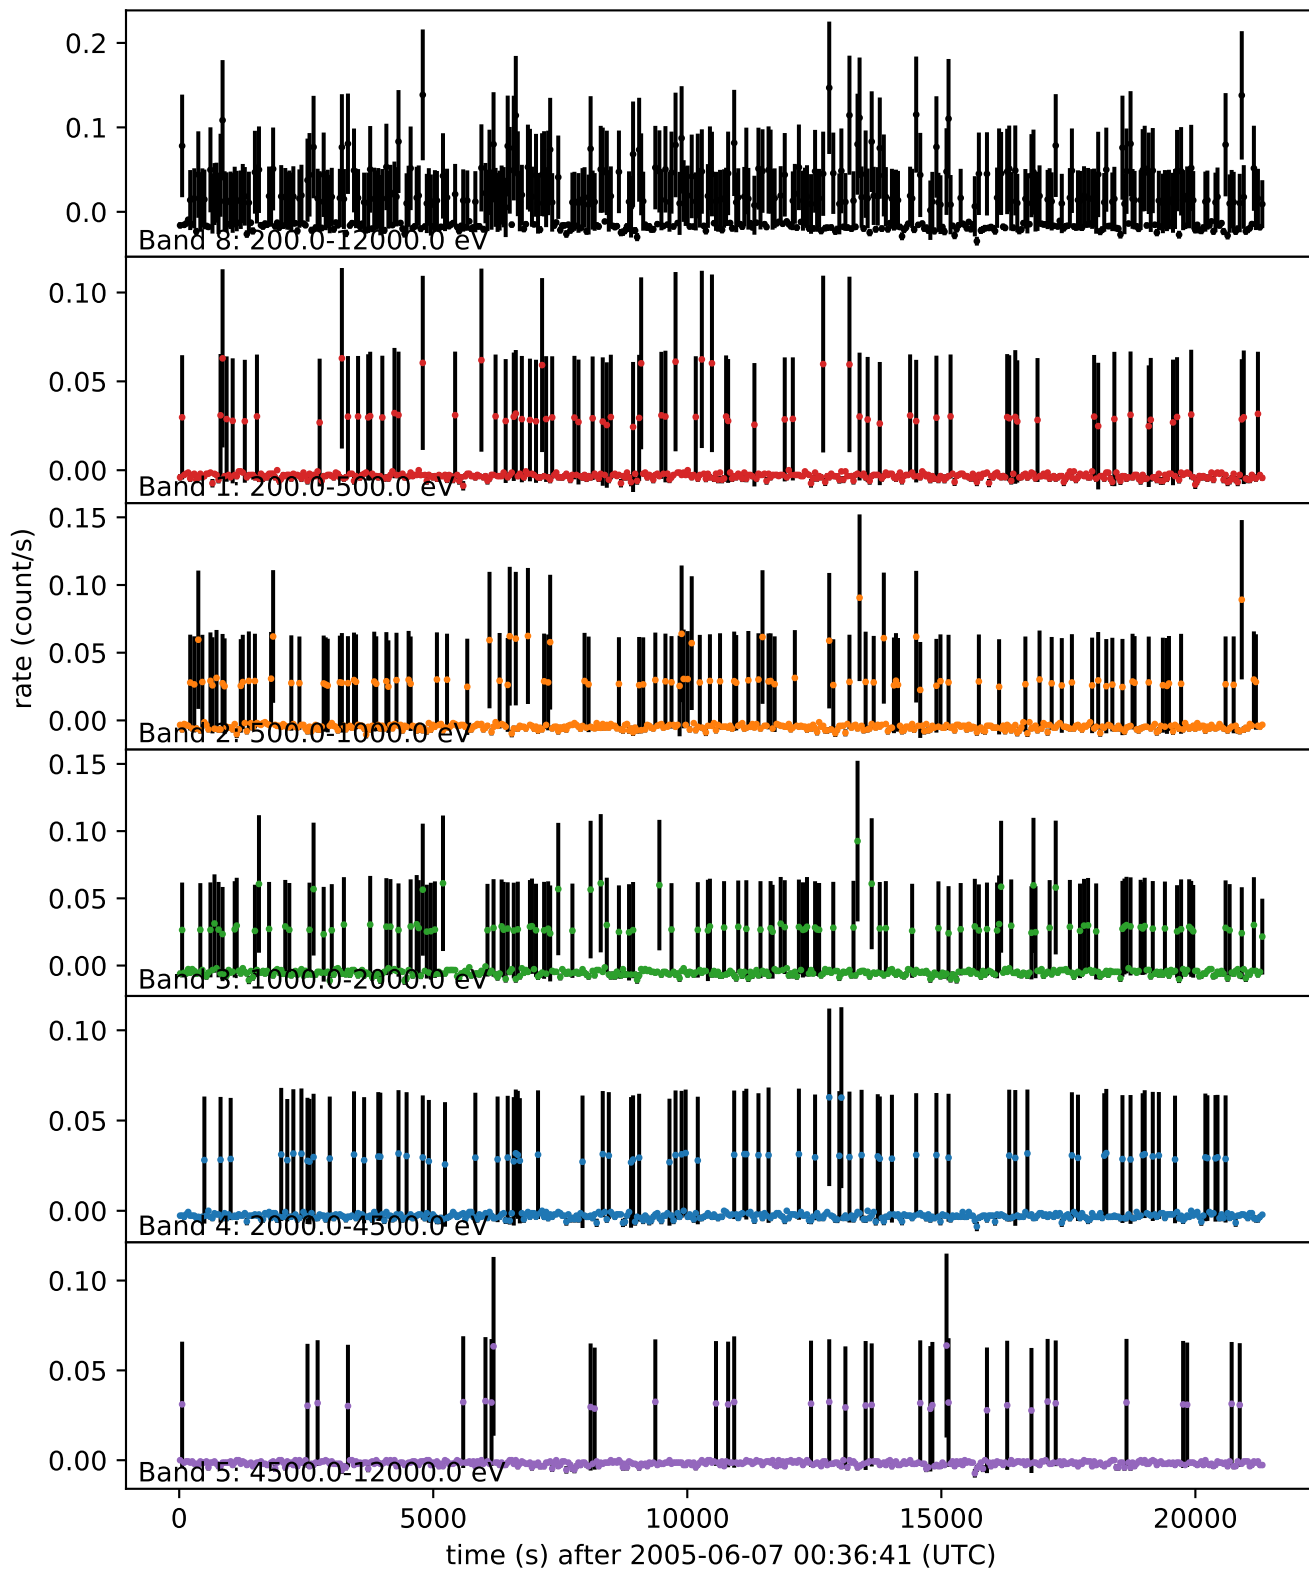 0.2
0.1
0.0
Band 8: 200.0-12000.0 eV
0.10
0.05
0.00
Band 1: 200.0-500.0 eV
0.15
0.10
0.05
0.00
Band 2: 500.0-1000.0 eV
0.15
0.10
0.05
0.00
Band 3: 1000.0-2000.0 eV
0.10
0.05
0.00
Band 4: 2000.0-4500.0 eV
0.10
0.05
0.00
Band 5: 4500.0-12000.0 eV
rate (count/s)
0 5000 10000 15000 20000
time (s) after 2005-06-07 00:36:41 (UTC)